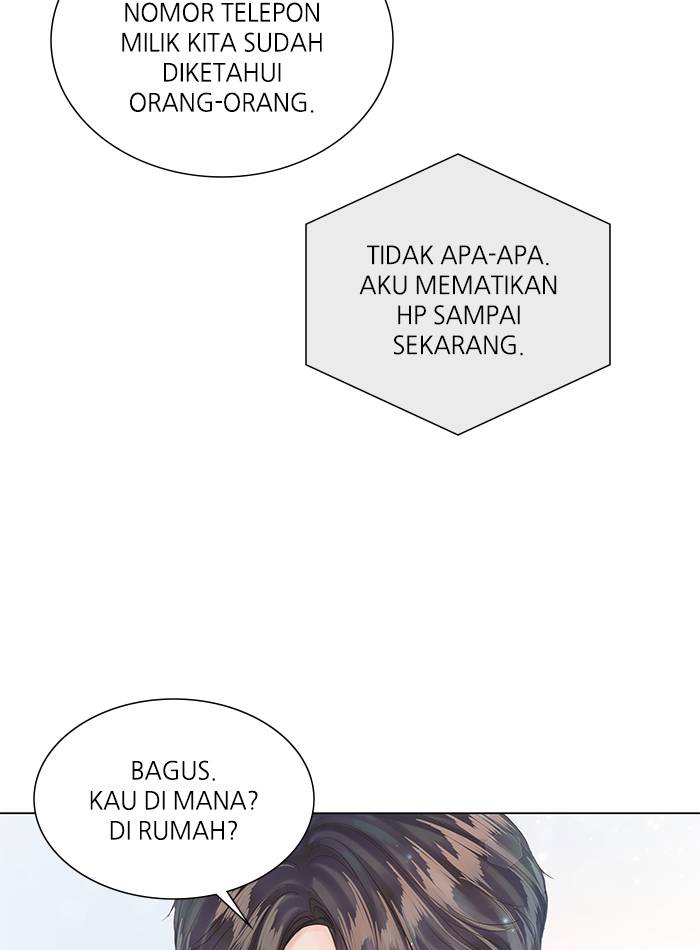 NOMOR TELEPON
MILIK KITA SUDAH
DIKETAHUI
ORANG-ORANG.
TIDAK APA-APA.
AKU MEMATIKAN
HP SAMPAI
SEKARANG.
BAGUS.
KAU DI MANA?
DI RUMAH?